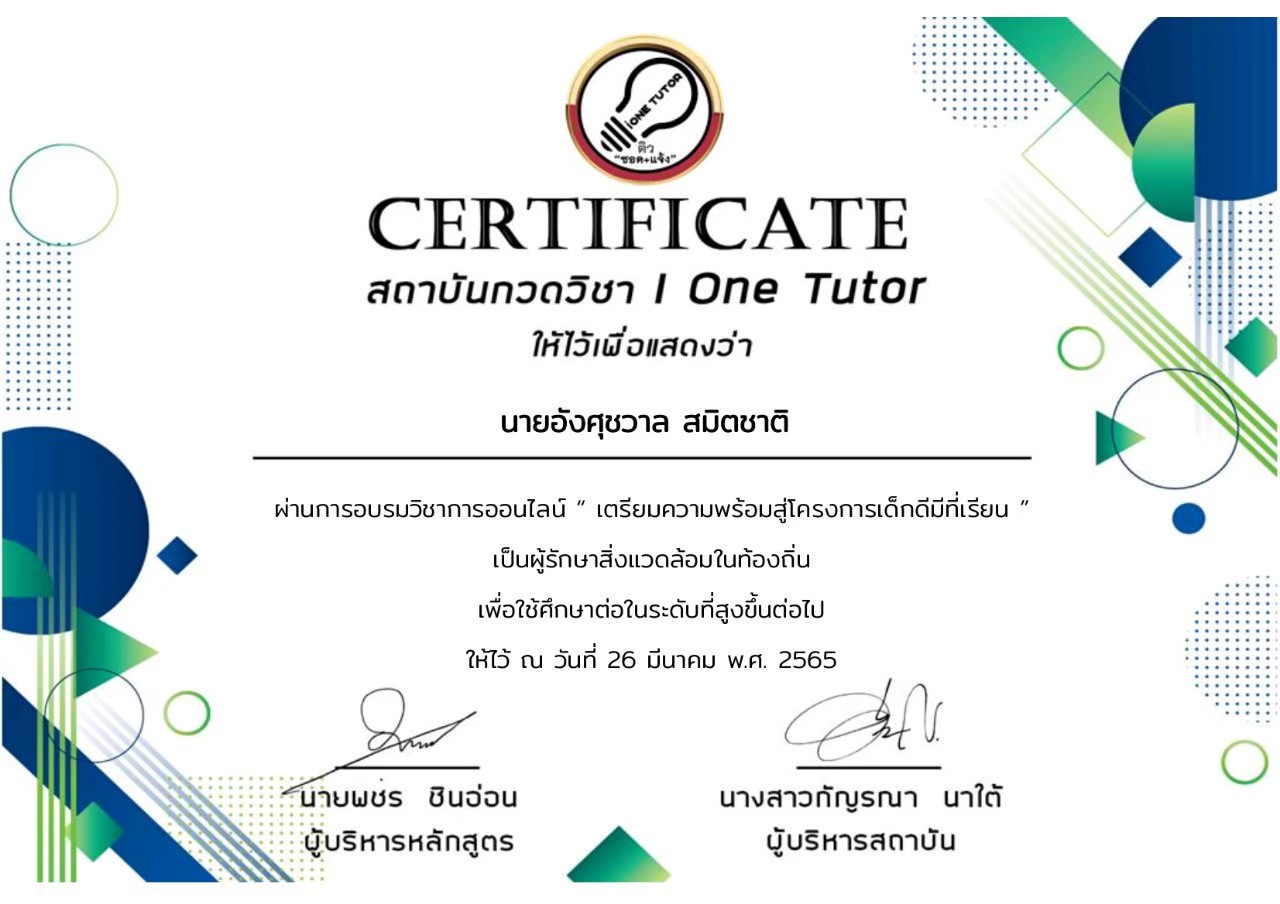 iONE TUTOR
ติว
"ชอต+แจ้ง"
CERTIFICATE
สถาบันกวดวิชา I One Tutor
ให้ไว้เพื่อแสดงว่า
นายอังศุชวาล สมิตชาติ
ผ่านการอบรมวิชาการออนไลน์ “ เตรียมความพร้อมสู่โครงการเด็กดีมีที่เรียน ”
เป็นผู้รักษาสิ่งแวดล้อมในท้องถิ่น
เพื่อใช้ศึกษาต่อในระดับที่สูงขึ้นต่อไป
ให้ไว้ ณ วันที่ 26 มีนาคม พ.ศ. 2565
นายพชร ชินอ่อน
นางสาวกัญรณา นาใต้
ผู้บริหารหลักสูตร
ผู้บริหารสถาบัน